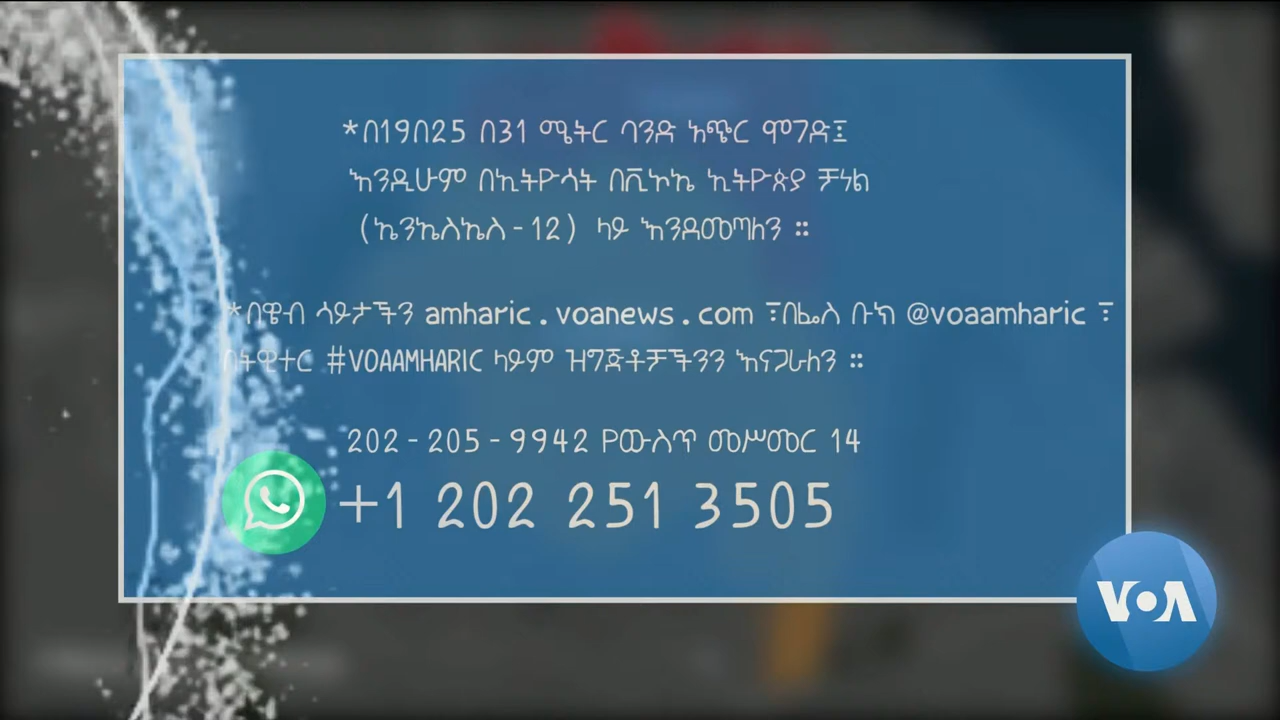 *በ19በ25 በ31 ሜትር ባንድ አጭር ሞገድ፤
እንዲሁም በኢትዮሳት በቪኦኤ ኢትዮጵያ ቻነል
(ኤንኤስኤስ-12) ላይ እንደመጣለን ።
*በዌብ ሳይታችን amharic.voanews.com ፣በፌስ ቡክ @voaamharic ፣
በትዊተር #VOAAMHARIC ላይም ዝግጅቶቻችንን እናጋራለን ።
202-205-9942 የውስጥ መሥመር 14
+1 202 251 3505
VOA